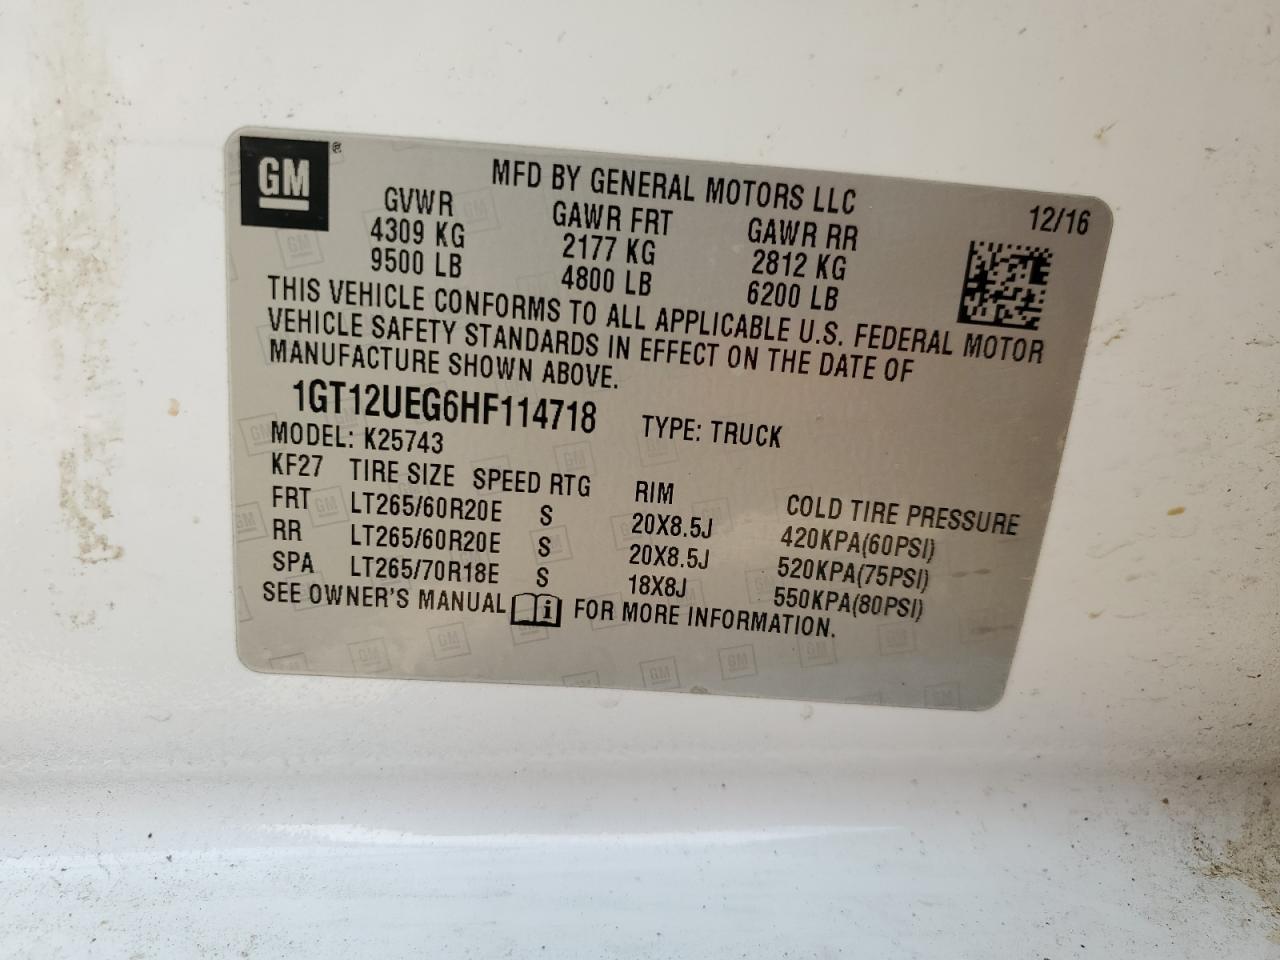 GM ®
MFD BY GENERAL MOTORS LLC
12/16
GVWR GAWR FRT GAWR RR
4309 KG 2177 KG 2812 KG
9500 LB 4800 LB 6200 LB
THIS VEHICLE CONFORMS TO ALL APPLICABLE U.S. FEDERAL MOTOR
VEHICLE SAFETY STANDARDS IN EFFECT ON THE DATE OF
MANUFACTURE SHOWN ABOVE.
1GT12UEG6HF114718 TYPE: TRUCK
MODEL: K25743
KF27 TIRE SIZE SPEED RTG RIM COLD TIRE PRESSURE
FRT LT265/60R20E S 20X8.5J 420KPA(60PSI)
RR LT265/60R20E S 20X8.5J 520KPA(75PSI)
SPA LT265/70R18E S 18X8J 550KPA(80PSI)
SEE OWNER'S MANUAL i FOR MORE INFORMATION.